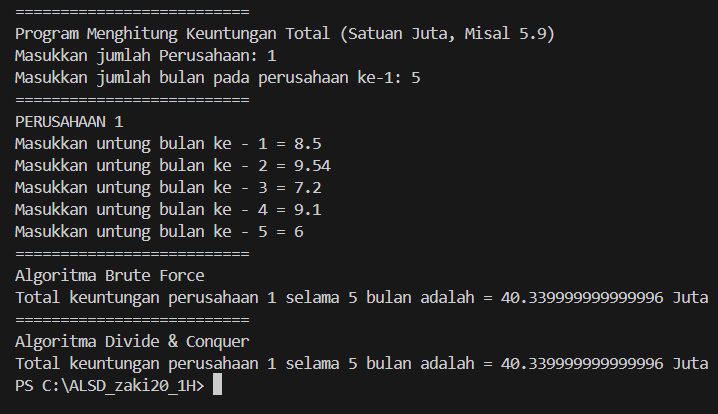 ==========================
Program Menghitung Keuntungan Total (Satuan Juta, Misal 5.9)
Masukkan jumlah Perusahaan: 1
Masukkan jumlah bulan pada perusahaan ke-1: 5
==========================
PERUSAHAAN 1
Masukkan untung bulan ke - 1 = 8.5
Masukkan untung bulan ke - 2 = 9.54
Masukkan untung bulan ke - 3 = 7.2
Masukkan untung bulan ke - 4 = 9.1
Masukkan untung bulan ke - 5 = 6
==========================
Algoritma Brute Force
Total keuntungan perusahaan 1 selama 5 bulan adalah = 40.339999999999996 Juta
==========================
Algoritma Divide & Conquer
Total keuntungan perusahaan 1 selama 5 bulan adalah = 40.339999999999996 Juta
PS C:\ALSD_zaki20_1H>